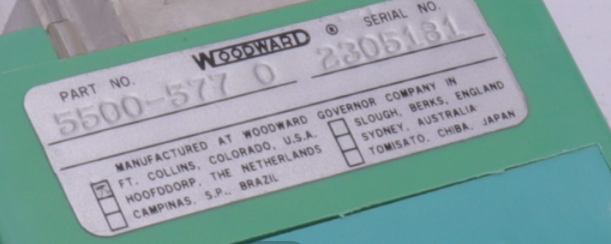 PART NO. WOODWARD ® SERIAL NO.
5500-577 0 2305181
MANUFACTURED AT WOODWARD GOVERNOR COMPANY IN
FT. COLLINS, COLORADO, U.S.A. SLOUGH, BERKS, ENGLAND
HOOFDDORP, THE NETHERLANDS SYDNEY, AUSTRALIA
CAMPINAS, S.P., BRAZIL TOMISATO, CHIBA, JAPAN